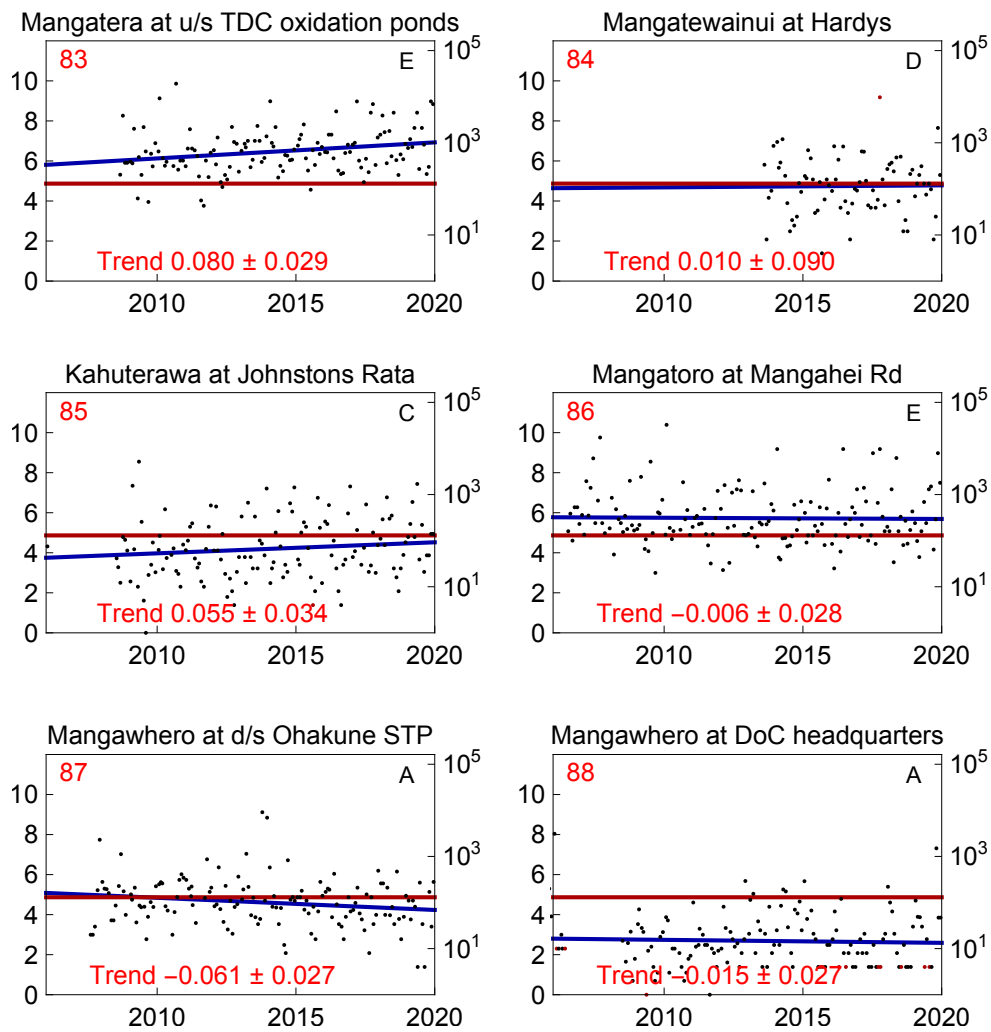 Mangatera at u/s TDC oxidation ponds
83
E
10
8
6
4
2
0
10^5
10^3
10^1
Trend 0.080 ± 0.029
2010 2015 2020
Mangatewainui at Hardys
84
D
10
8
6
4
2
0
10^5
10^3
10^1
Trend 0.010 ± 0.090
2010 2015 2020
Kahuterawa at Johnstons Rata
85
C
10
8
6
4
2
0
10^5
10^3
10^1
Trend 0.055 ± 0.034
2010 2015 2020
Mangatoro at Mangahei Rd
86
E
10
8
6
4
2
0
10^5
10^3
10^1
Trend −0.006 ± 0.028
2010 2015 2020
Mangawhero at d/s Ohakune STP
87
A
10
8
6
4
2
0
10^5
10^3
10^1
Trend −0.061 ± 0.027
2010 2015 2020
Mangawhero at DoC headquarters
88
A
10
8
6
4
2
0
10^5
10^3
10^1
Trend −0.015 ± 0.027
2010 2015 2020